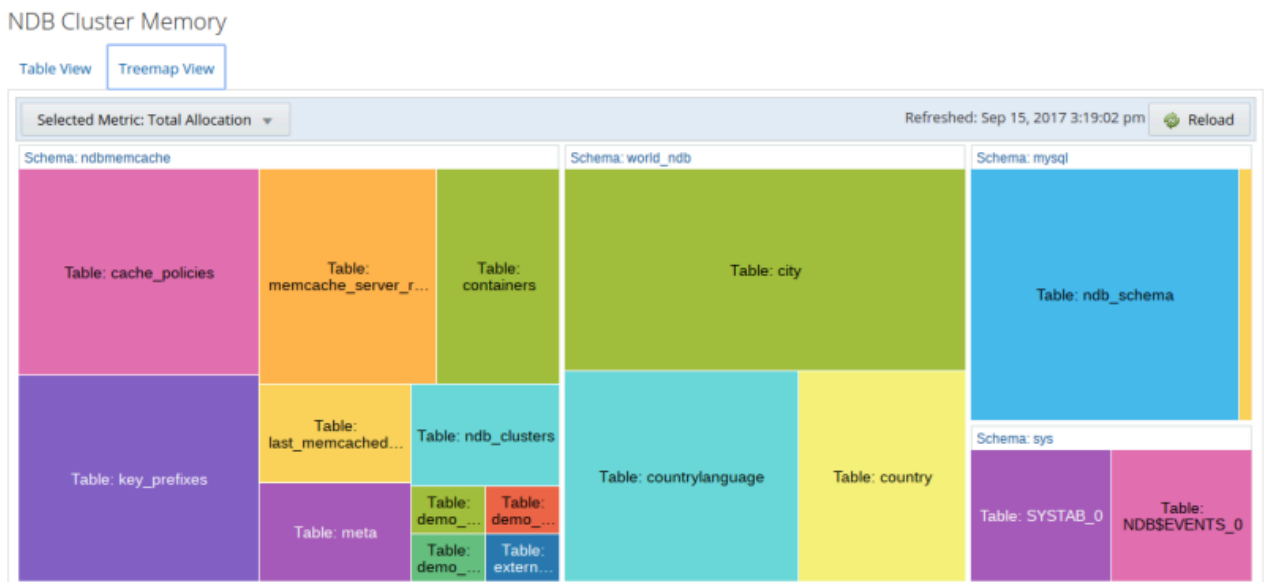 NDB Cluster Memory
Table View
Treemap View
Selected Metric: Total Allocation
Refreshed: Sep 15, 2017 3:19:02 pm
Reload
Schema: ndbmemcache
Table: cache_policies
Table:
memcache_server_r...
Table:
containers
Table: key_prefixes
Table:
last_memcached...
Table: ndb_clusters
Table: meta
Table:
demo_...
Table:
demo_...
Table:
demo_...
Table:
extern...
Schema: world_ndb
Table: city
Table: countrylanguage
Table: country
Schema: mysql
Table: ndb_schema
Schema: sys
Table: SYSTAB_0
Table:
NDB$EVENTS_0